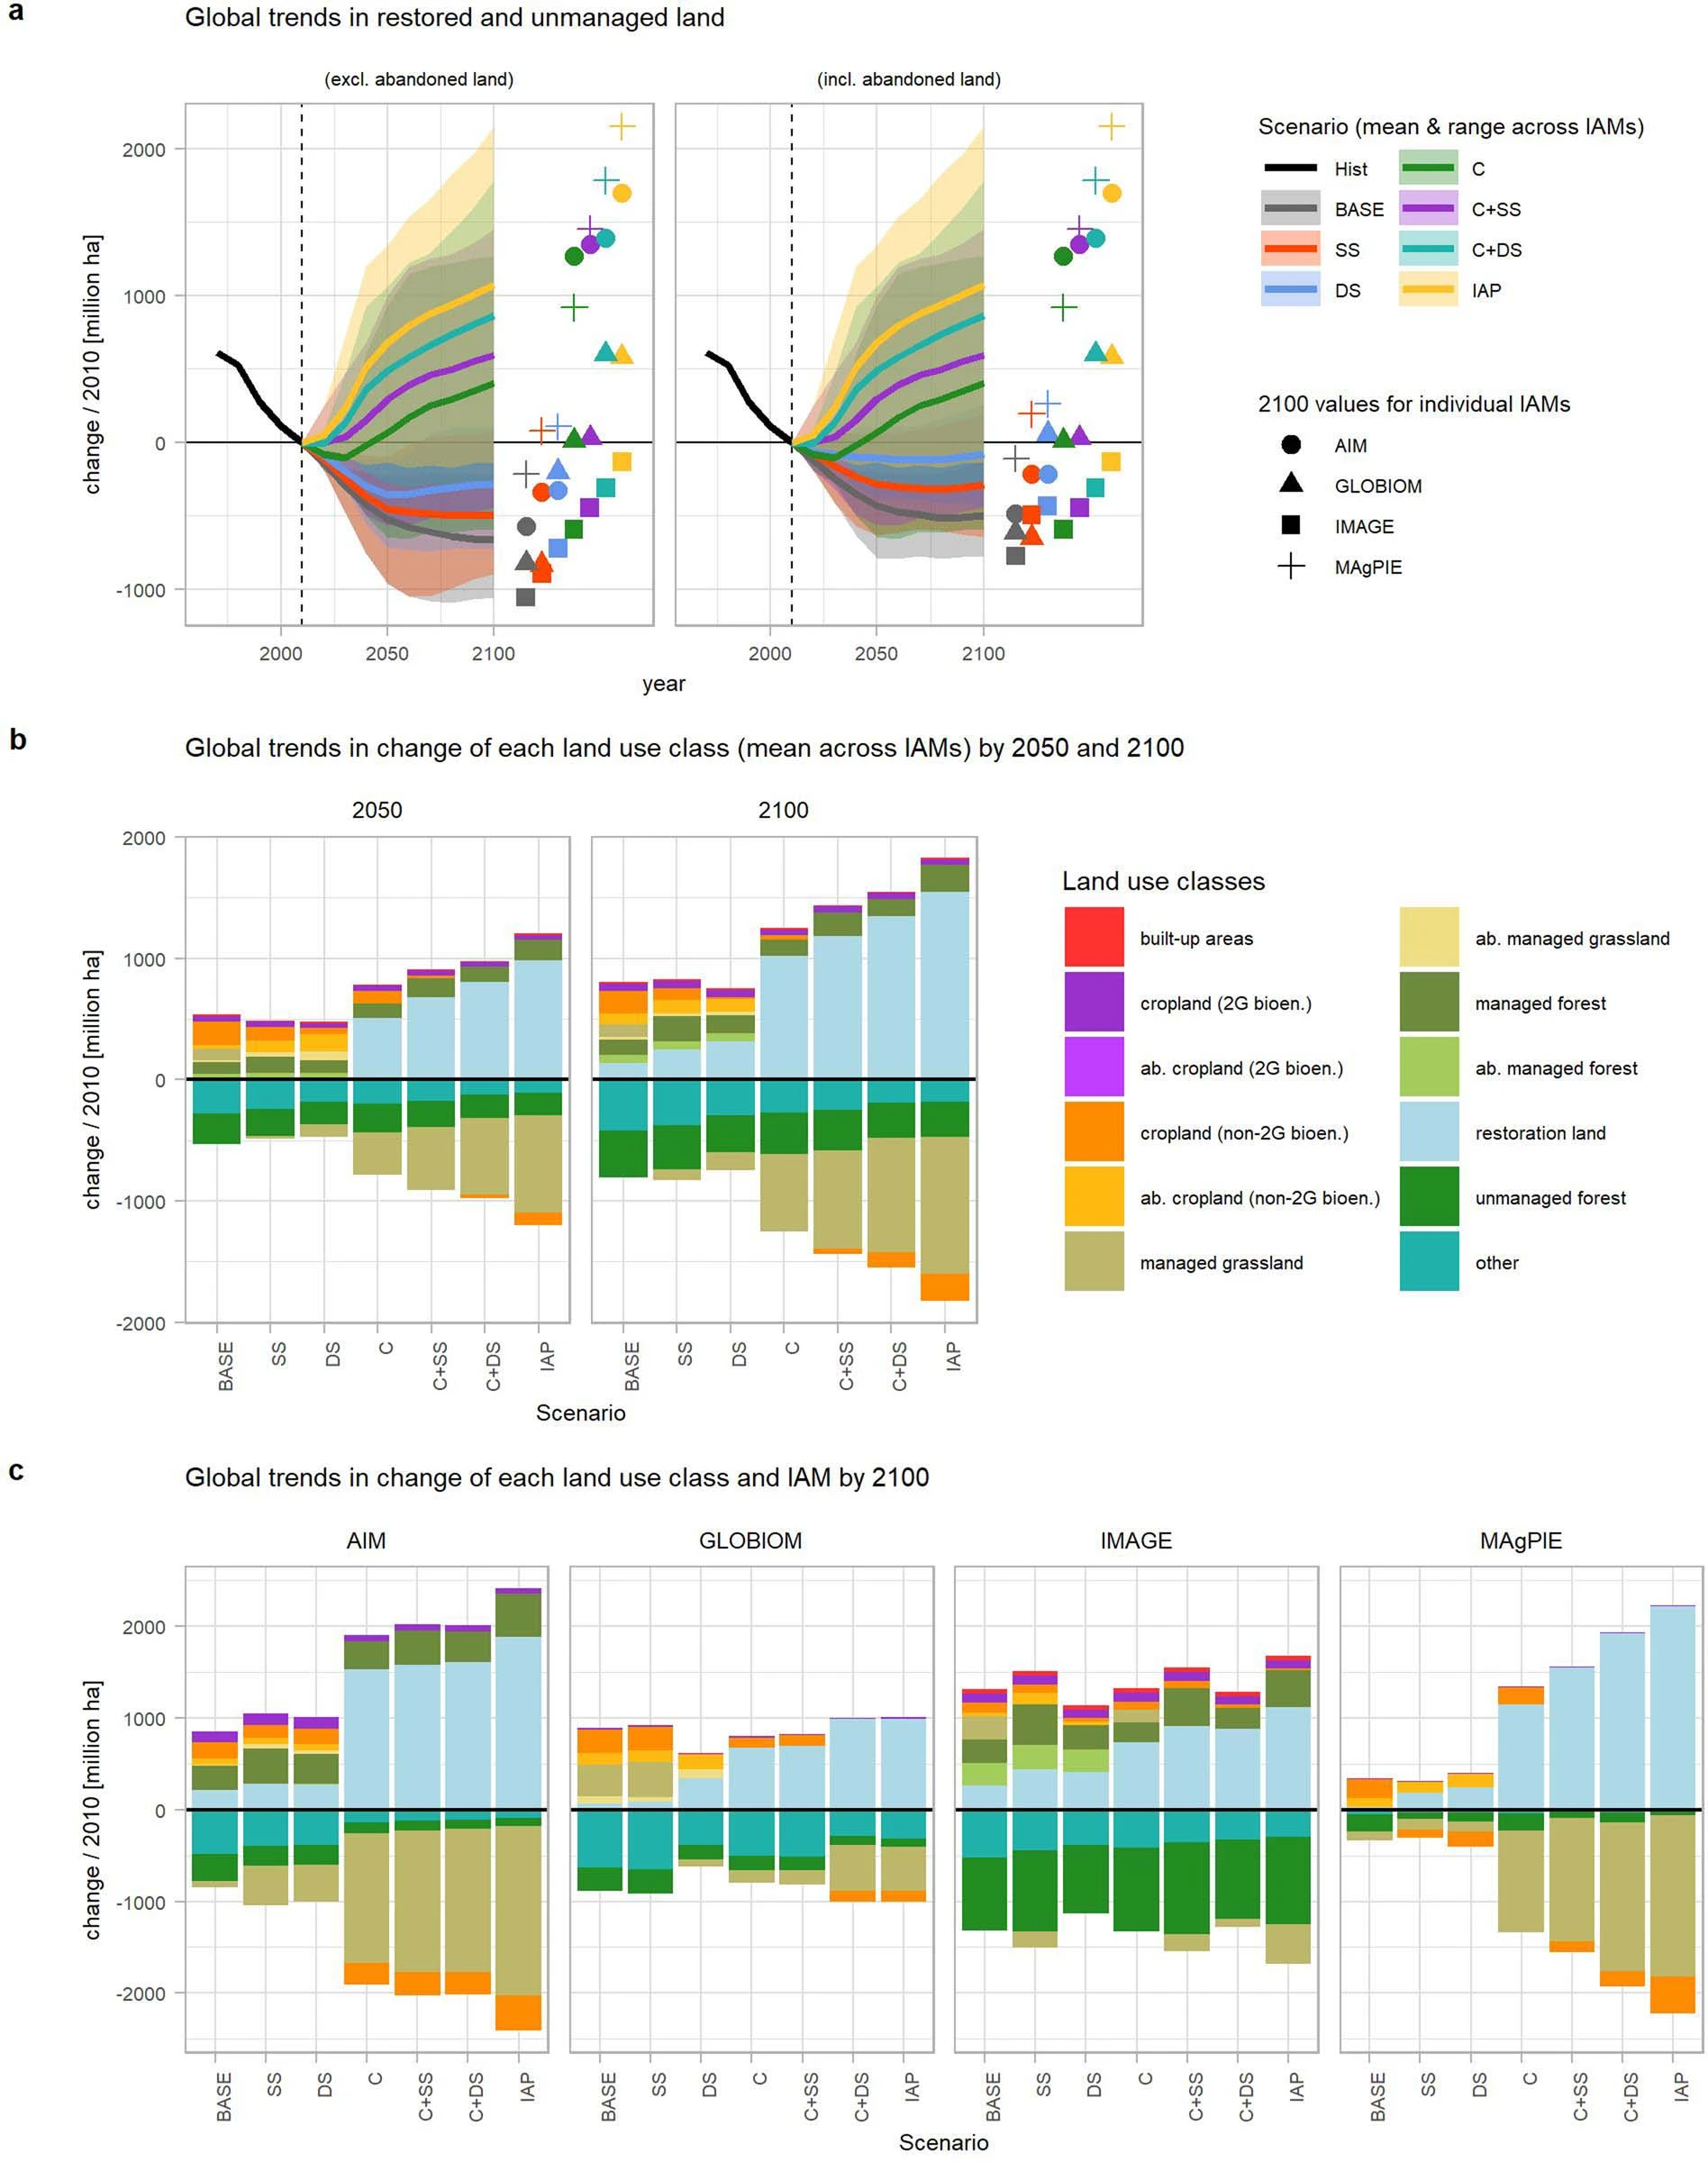 a
Global trends in restored and unmanaged land
(excl. abandoned land)
(incl. abandoned land)
change / 2010 [million ha]
2000
1000
0
-1000
2000 2050 2100
2000 2050 2100
year
Scenario (mean & range across IAMs)
Hist C
BASE C+SS
SS C+DS
DS IAP
2100 values for individual IAMs
AIM
GLOBIOM
IMAGE
MAgPIE
b
Global trends in change of each land use class (mean across IAMs) by 2050 and 2100
2050 2100
change / 2010 [million ha]
2000
1000
0
-1000
-2000
BASE SS DS C C+SS C+DS IAP
BASE SS DS C C+SS C+DS IAP
Scenario
Land use classes
built-up areas
cropland (2G bioen.)
ab. cropland (2G bioen.)
cropland (non-2G bioen.)
ab. cropland (non-2G bioen.)
managed grassland
ab. managed grassland
managed forest
ab. managed forest
restoration land
unmanaged forest
other
c
Global trends in change of each land use class and IAM by 2100
AIM GLOBIOM IMAGE MAgPIE
change / 2010 [million ha]
2000
1000
0
-1000
-2000
BASE SS DS C C+SS C+DS IAP
BASE SS DS C C+SS C+DS IAP
BASE SS DS C C+SS C+DS IAP
BASE SS DS C C+SS C+DS IAP
Scenario